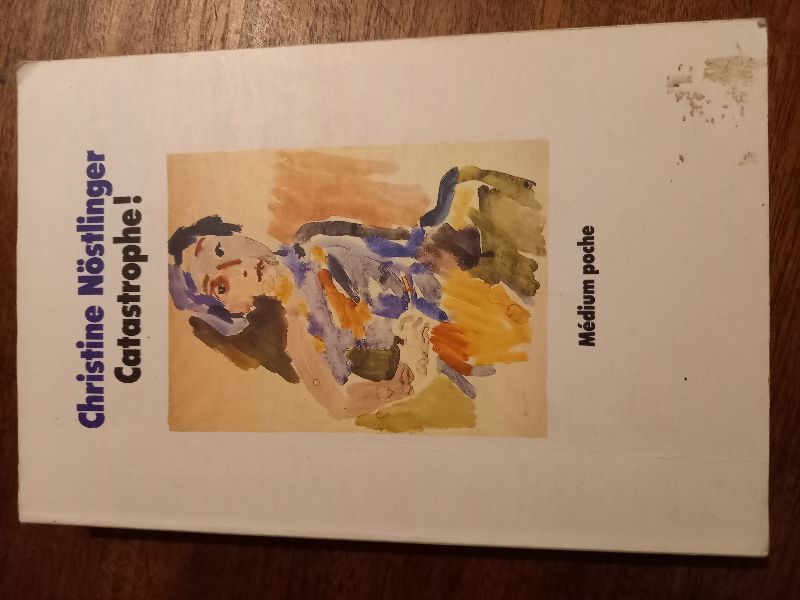 Christine Nöstlinger
Catastrophe!
Médium poche